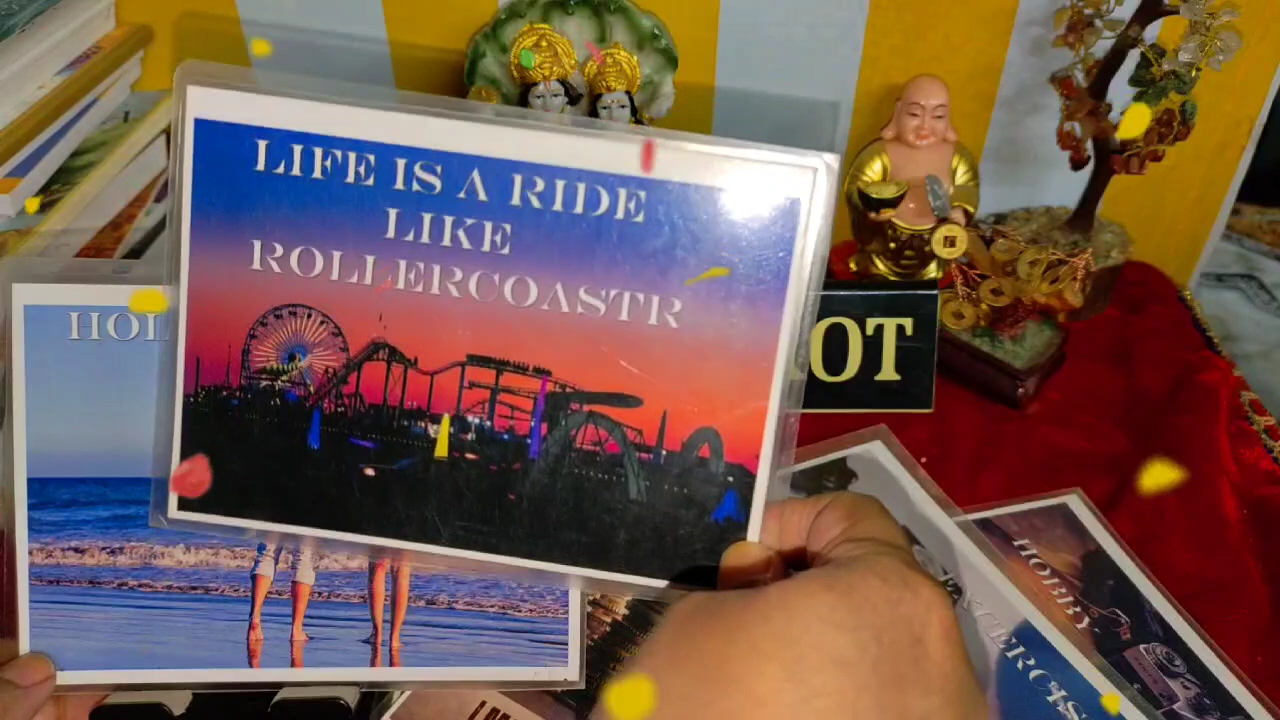 LIFE IS A RIDE
LIKE
ROLLERCOASTR
HOL
OT
HOBBY